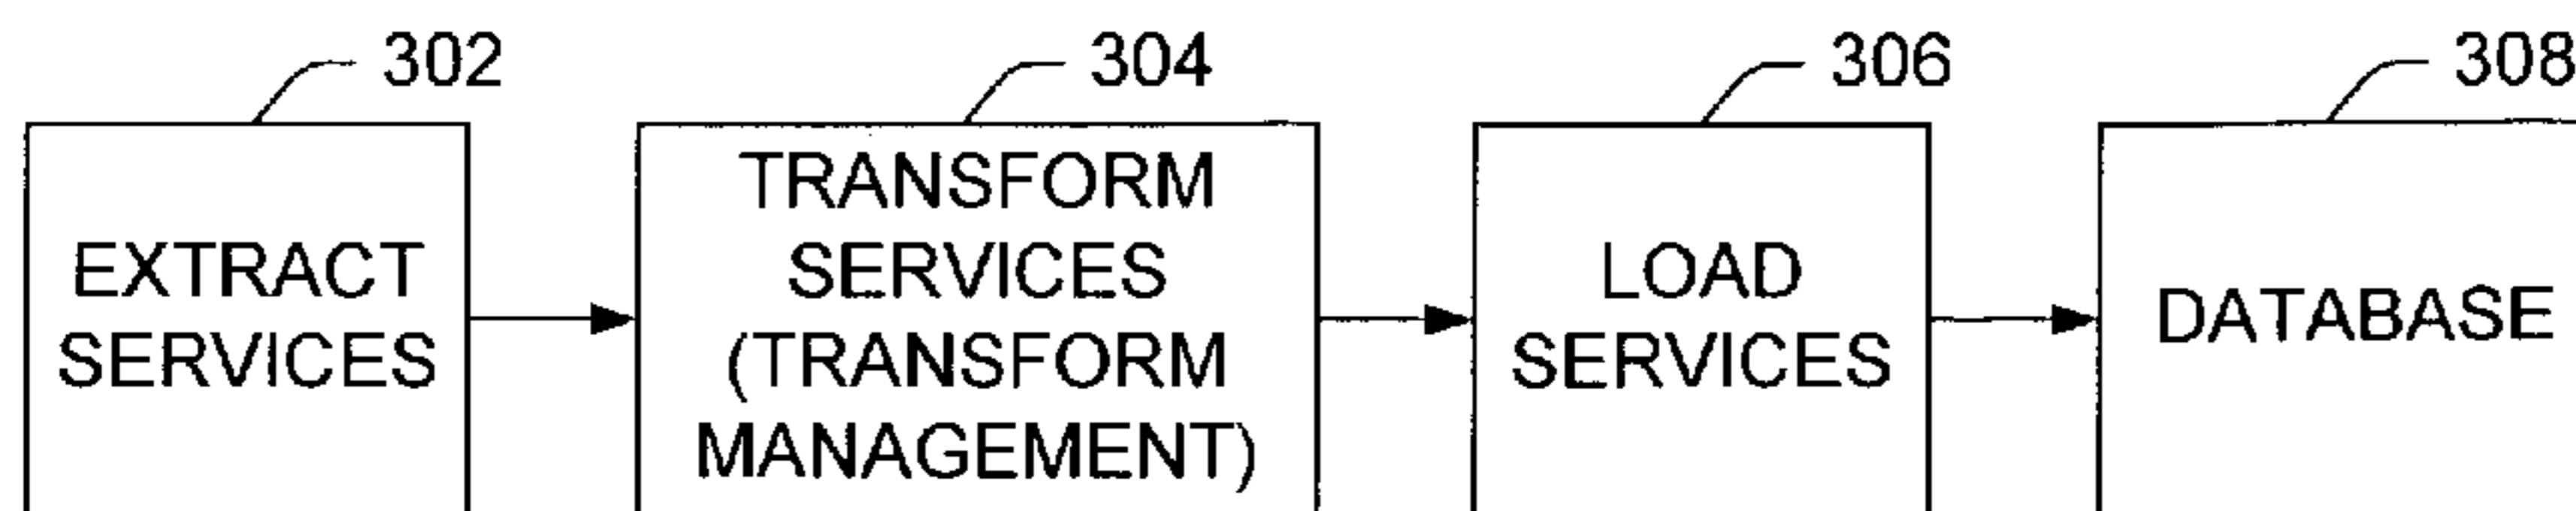 302
304
306
308
EXTRACT
SERVICES
TRANSFORM
SERVICES
(TRANSFORM
MANAGEMENT)
LOAD
SERVICES
DATABASE